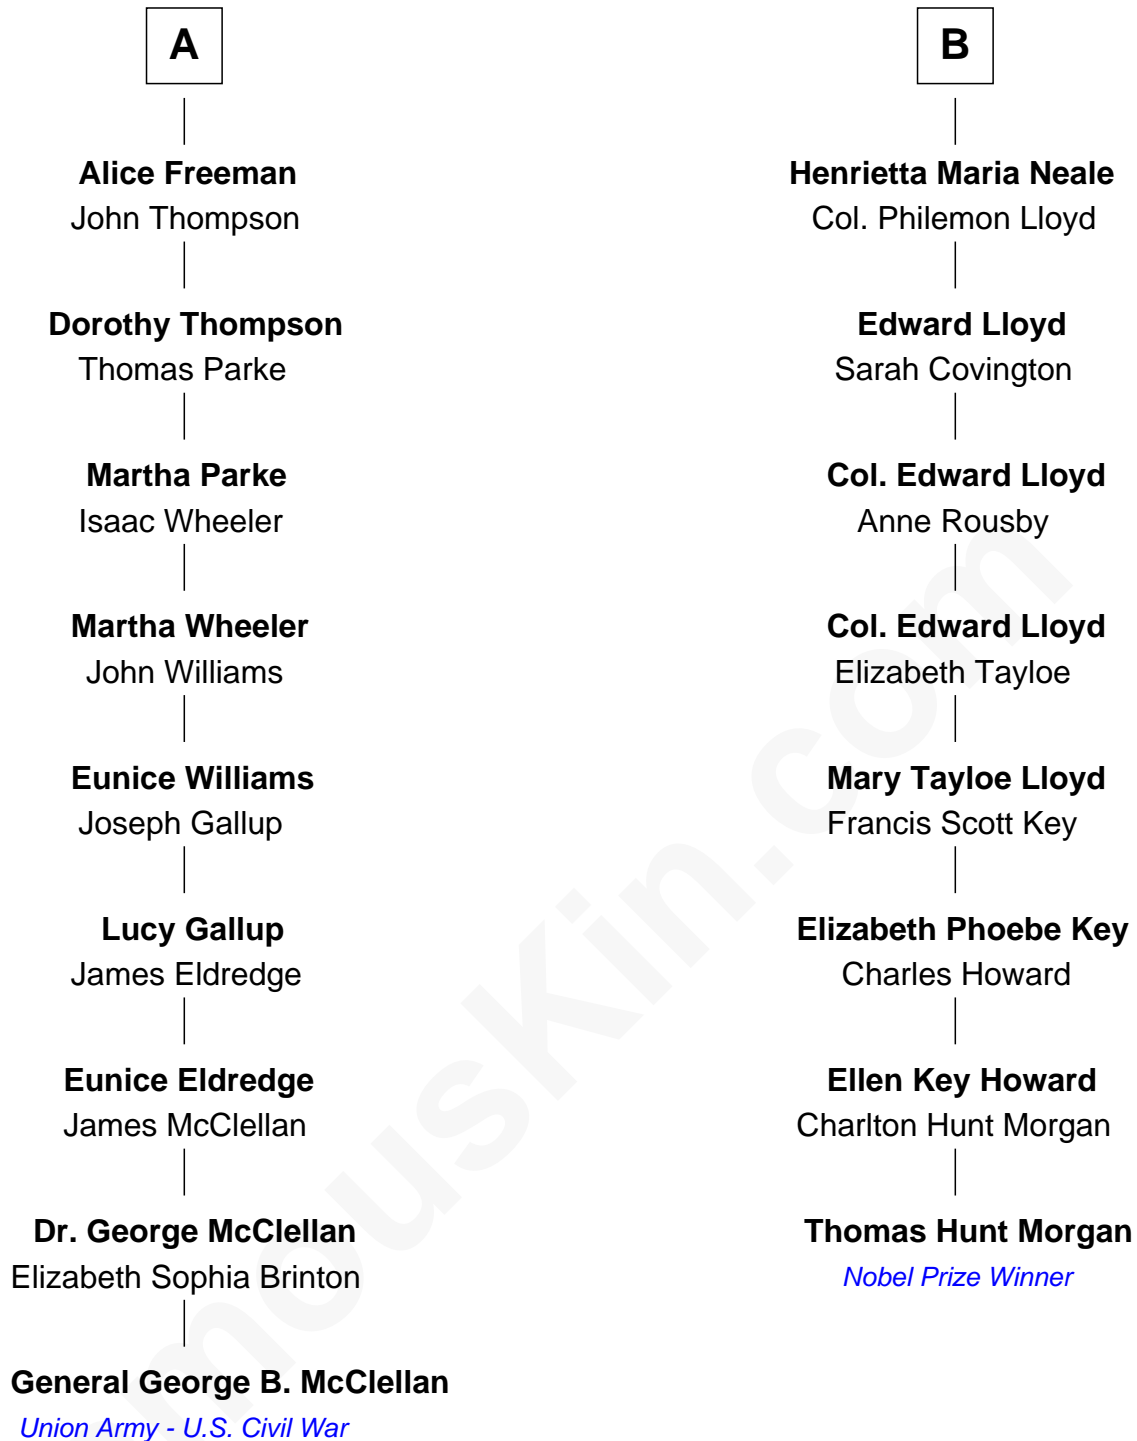 A
Alice Freeman
John Thompson
Dorothy Thompson
Thomas Parke
Martha Parke
Isaac Wheeler
Martha Wheeler
John Williams
Eunice Williams
Joseph Gallup
Lucy Gallup
James Eldredge
Eunice Eldredge
James McClellan
Dr. George McClellan
Elizabeth Sophia Brinton
General George B. McClellan
Union Army - U.S. Civil War
B
Henrietta Maria Neale
Col. Philemon Lloyd
Edward Lloyd
Sarah Covington
Col. Edward Lloyd
Anne Rousby
Col. Edward Lloyd
Elizabeth Tayloe
Mary Tayloe Lloyd
Francis Scott Key
Elizabeth Phoebe Key
Charles Howard
Ellen Key Howard
Charlton Hunt Morgan
Thomas Hunt Morgan
Nobel Prize Winner
mousKin.com